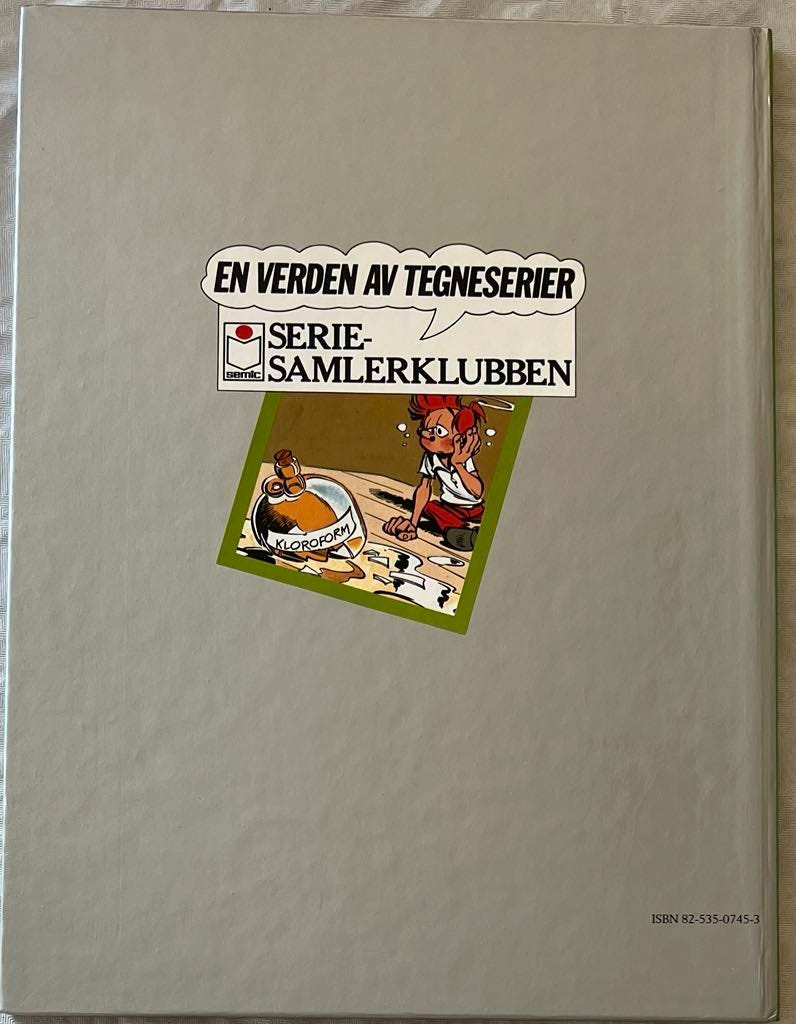 EN VERDEN AV TEGNESERIER
SERIE-
semic SAMLERKLUBBEN
KLOROFORM
ISBN 82-535-0745-3